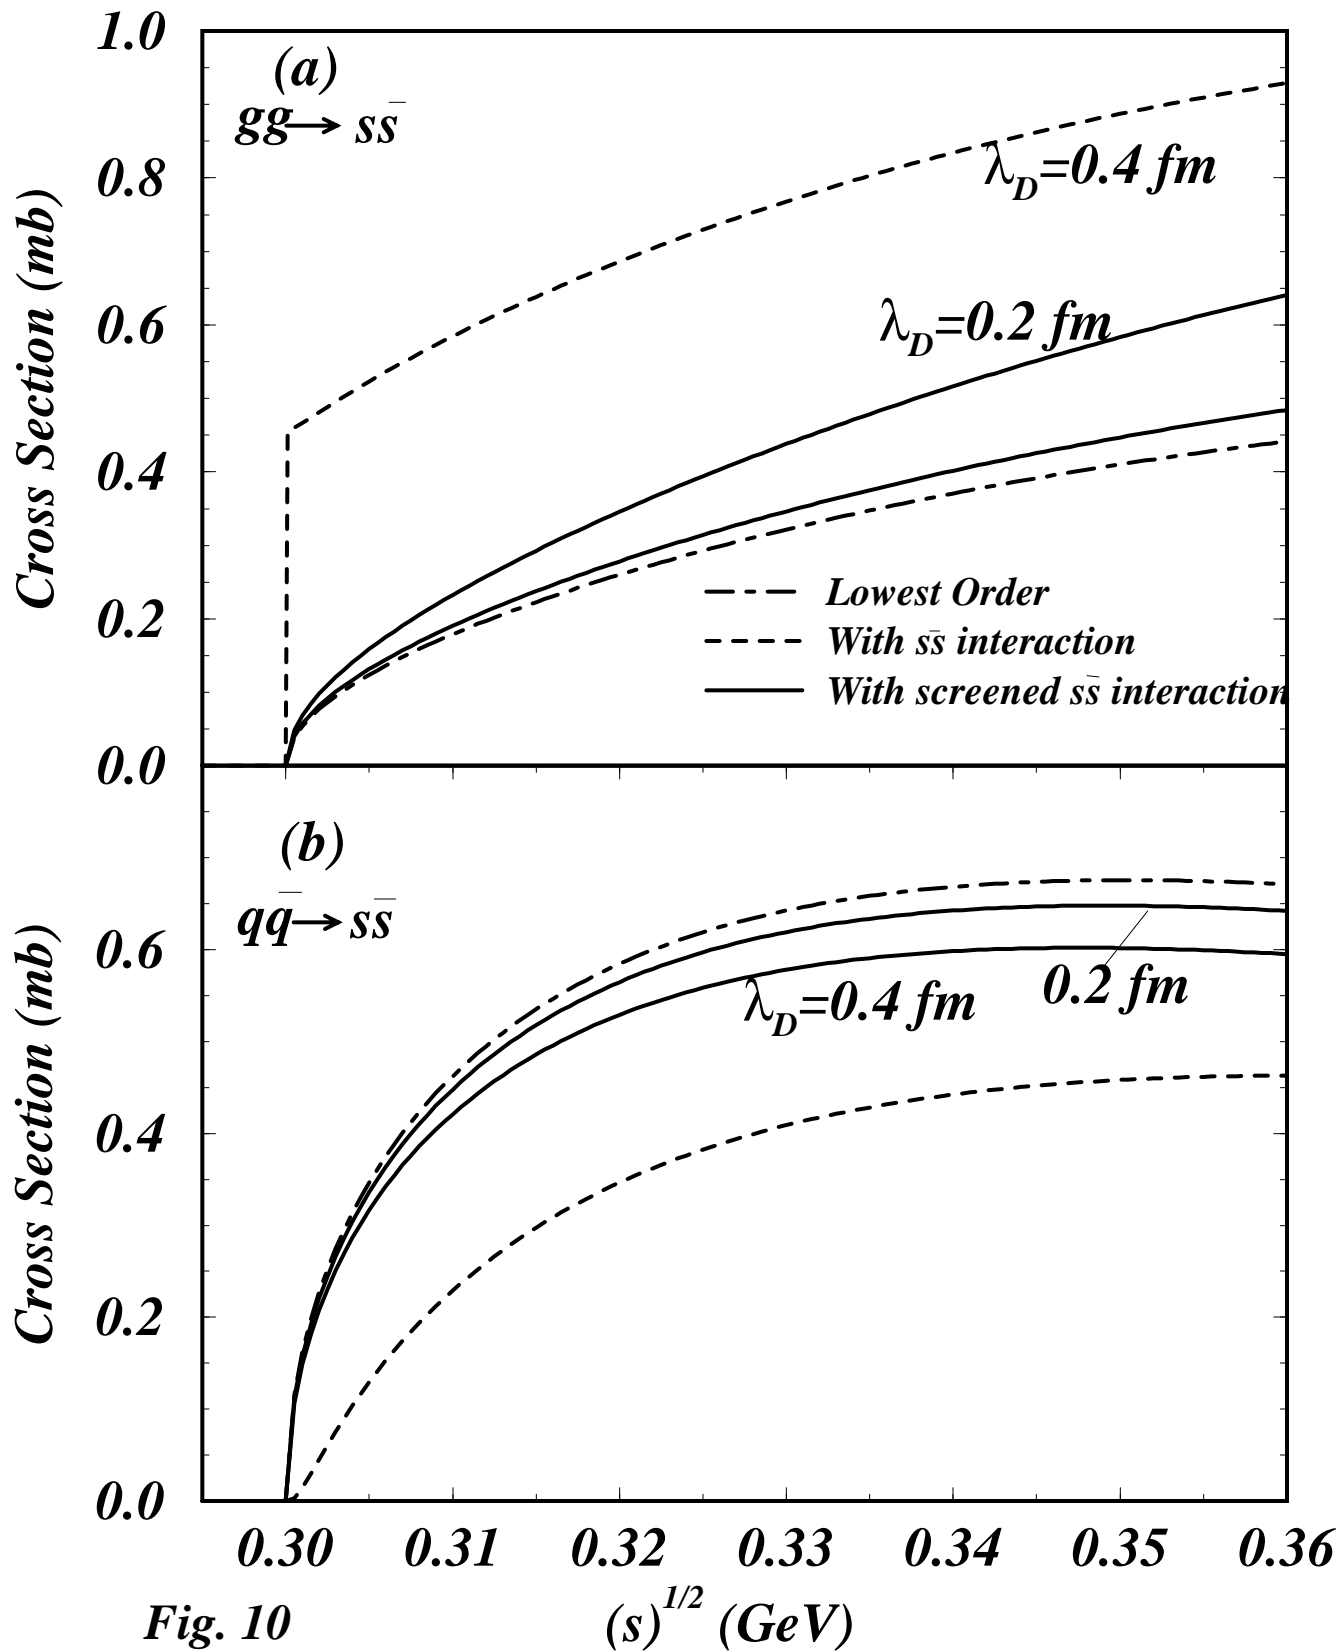 1.0
(a)
gg→ ss̄
0.8
λD=0.4 fm
0.6
λD=0.2 fm
0.4
Cross Section (mb)
Lowest Order
0.2
With ss̄ interaction
With screened ss̄ interaction
0.0
(b)
qq̄→ ss̄
0.6
λD=0.4 fm
0.2 fm
0.4
Cross Section (mb)
0.2
0.0
0.30 0.31 0.32 0.33 0.34 0.35 0.36
(s)^1/2 (GeV)
Fig. 10